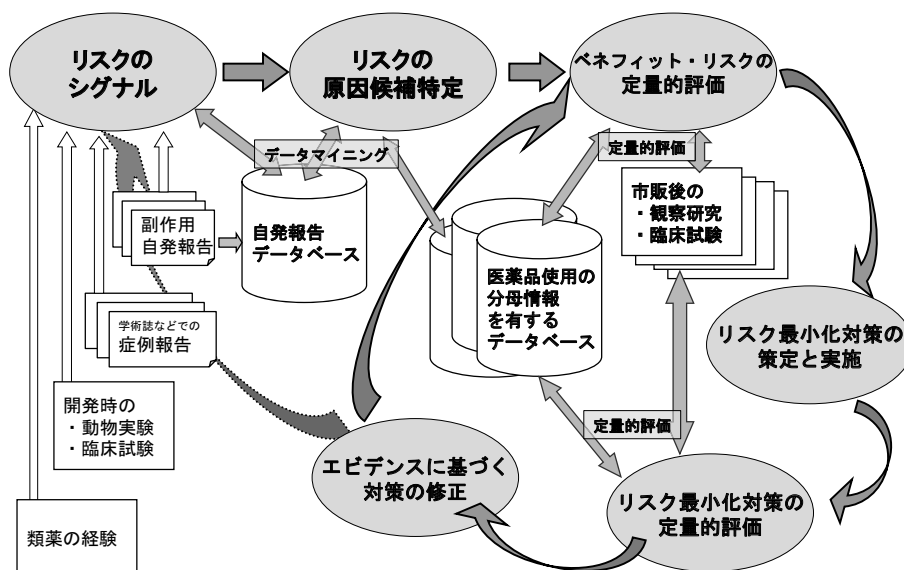 リスクの
シグナル
リスクの
原因候補特定
ベネフィット・リスクの
定量的評価
データマイニング
定量的評価
副作用
自発報告
自発報告
データベース
市販後の
・観察研究
・臨床試験
医薬品使用の
分母情報
を有する
データベース
学術誌などでの
症例報告
リスク最小化対策の
策定と実施
開発時の
・動物実験
・臨床試験
定量的評価
エビデンスに基づく
対策の修正
リスク最小化対策の
定量的評価
類薬の経験